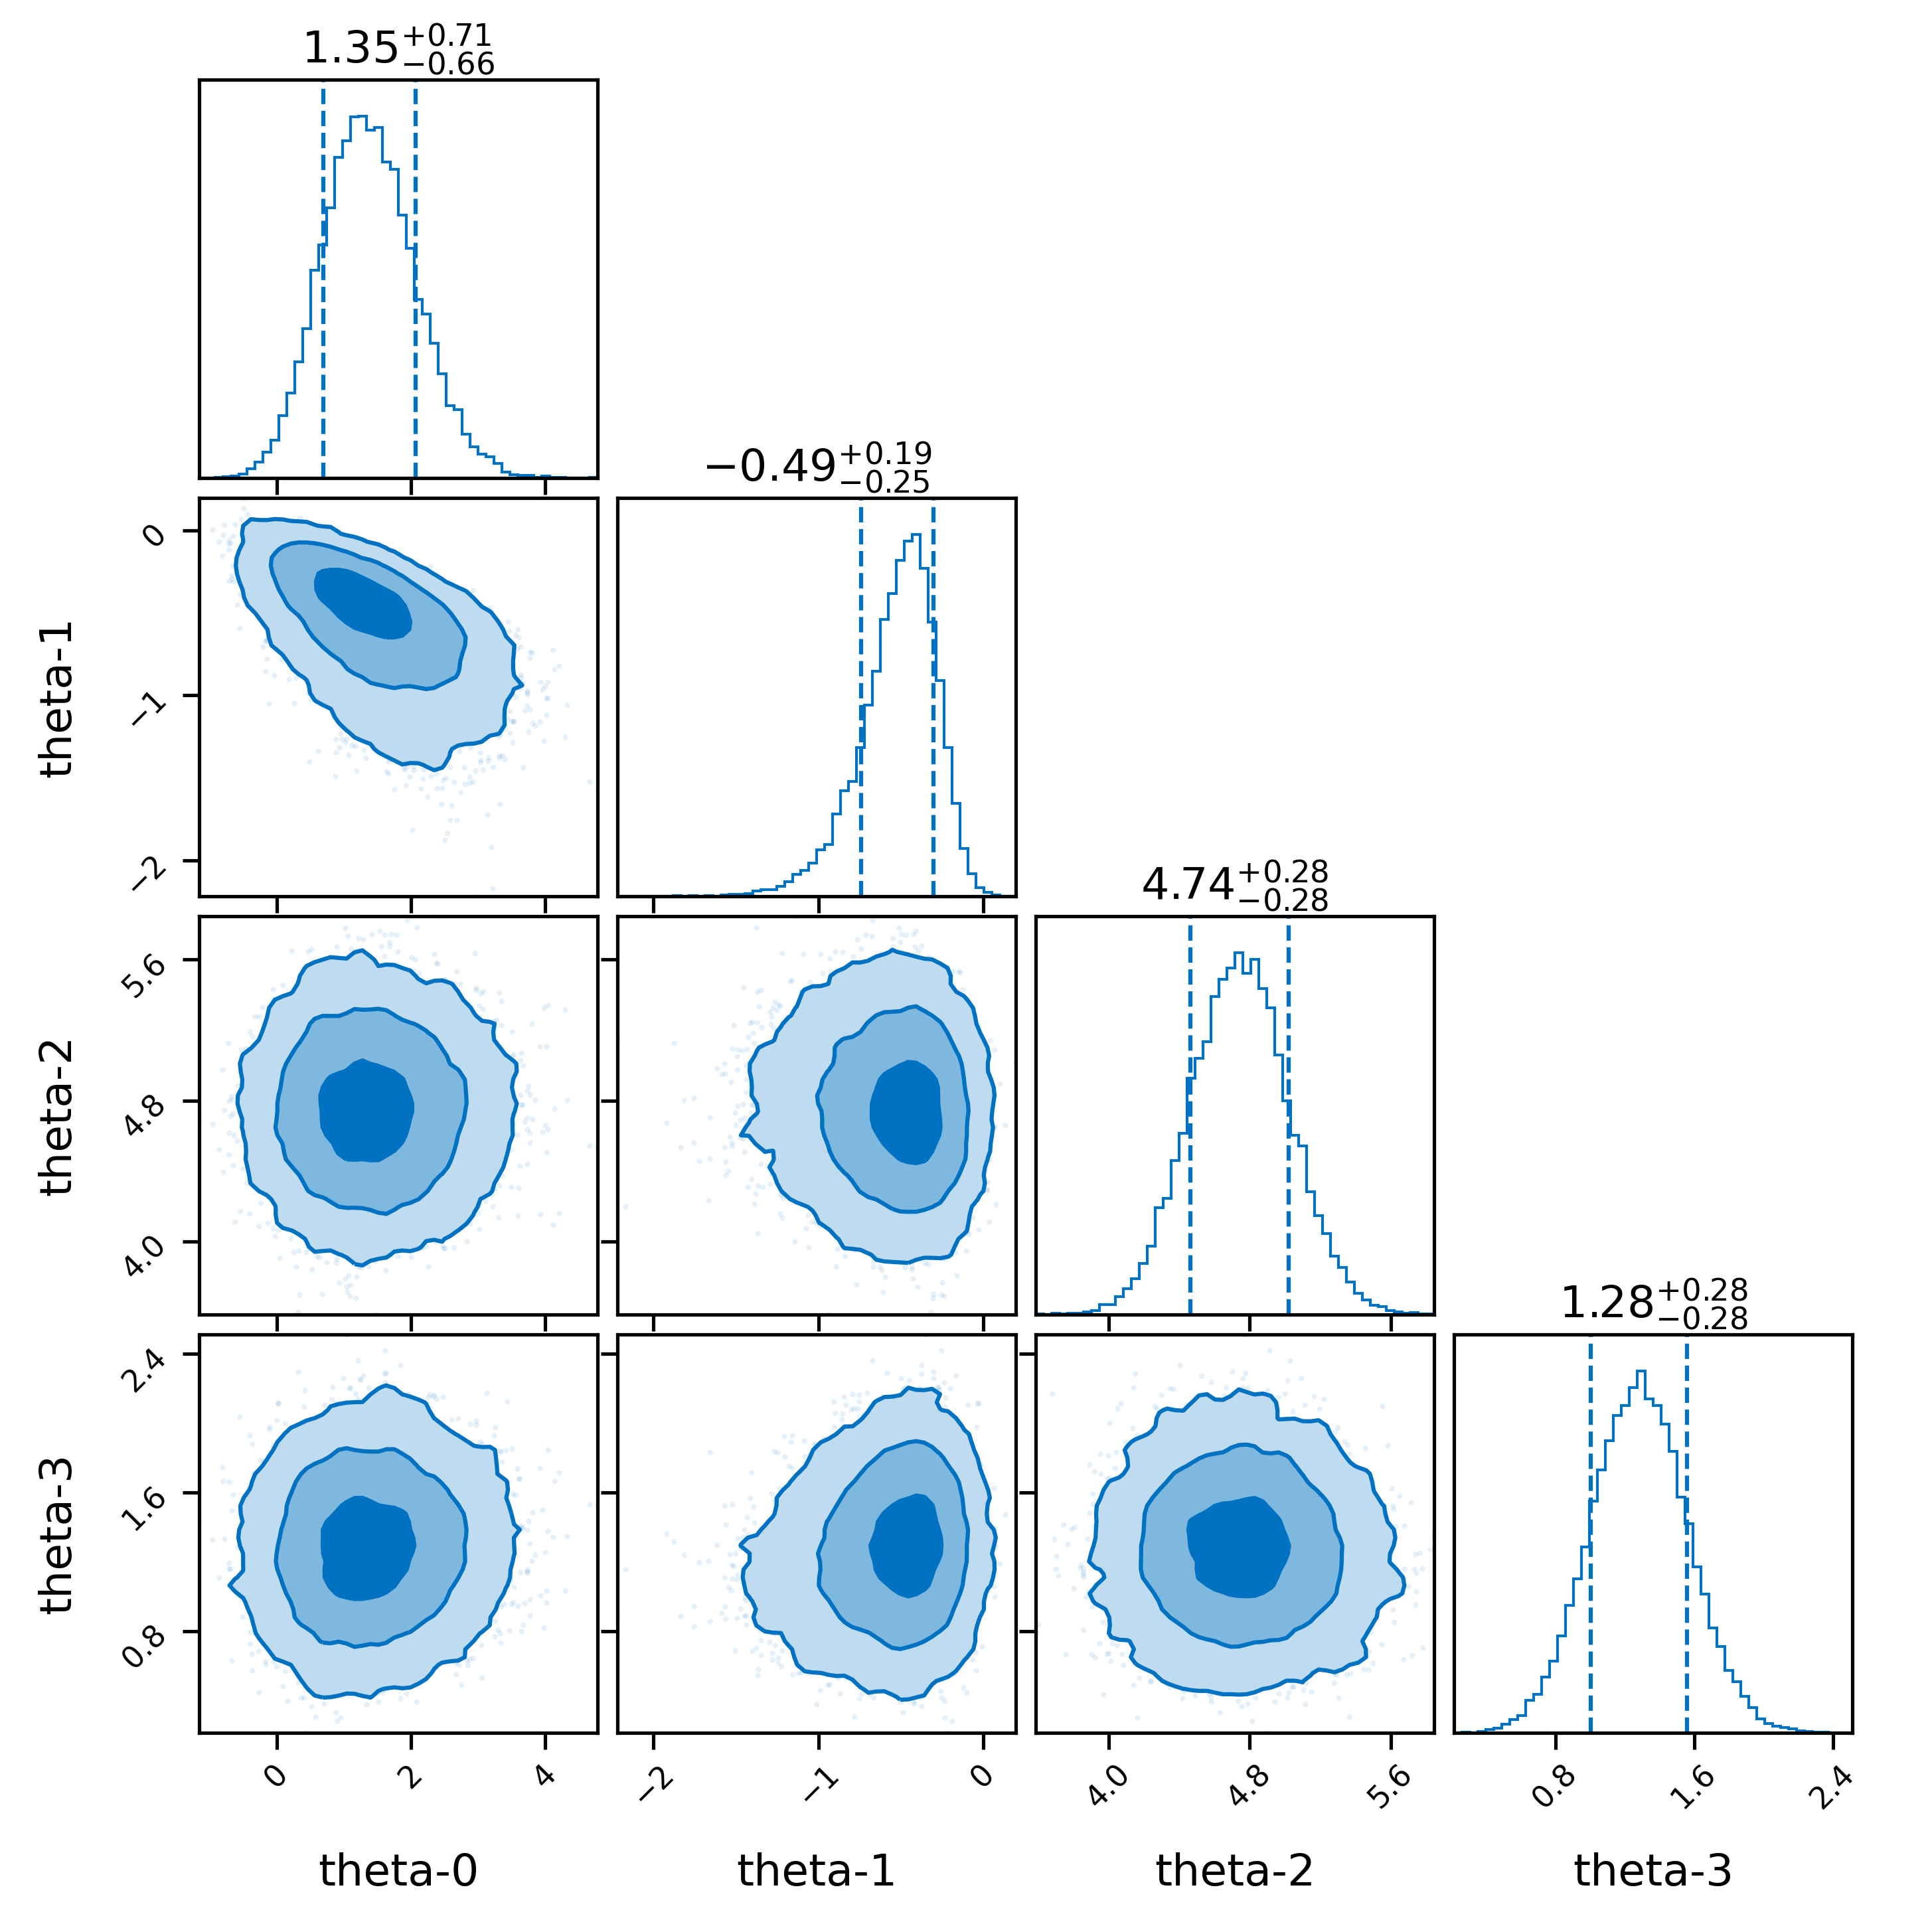 1.35 +0.71 −0.66
−0.49 +0.19 −0.25
0
−1
−2
theta-1
4.74 +0.28 −0.28
5.6
4.8
4.0
theta-2
1.28 +0.28 −0.28
2.4
1.6
0.8
theta-3
0 2 4 −2 −1 0 4.0 4.8 5.6 0.8 1.6 2.4
theta-0 theta-1 theta-2 theta-3